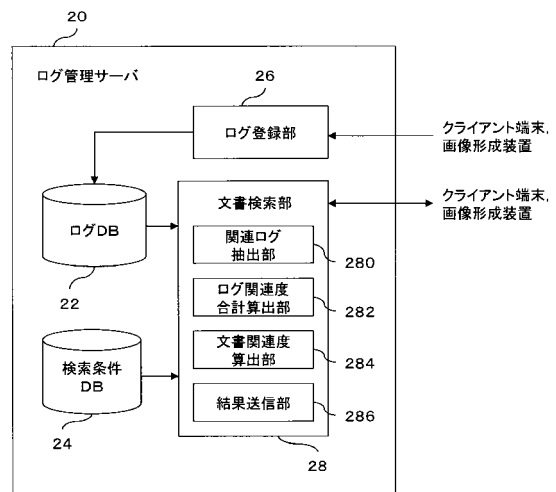 20
ログ管理サーバ
26
ログ登録部
クライアント端末,
画像形成装置
文書検索部
クライアント端末,
画像形成装置
ログDB
22
関連ログ
抽出部
280
ログ関連度
合計算出部
282
検索条件
DB
24
文書関連度
算出部
284
結果送信部
286
28